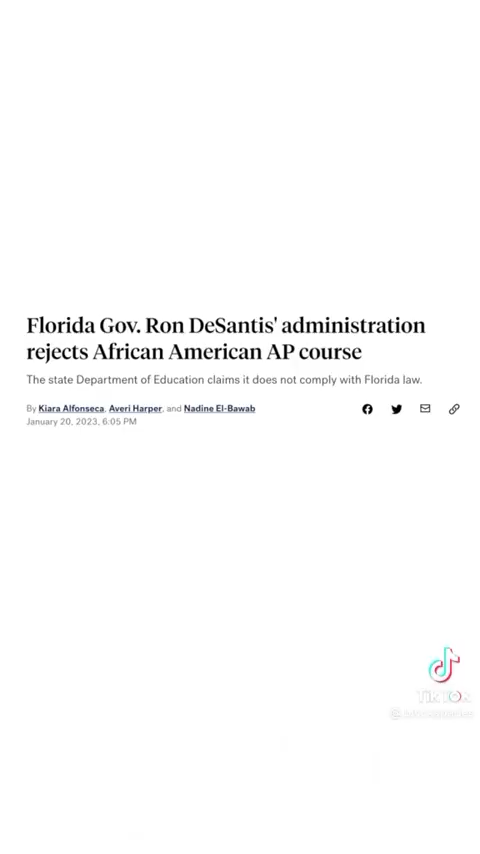 Florida Gov. Ron DeSantis' administration
rejects African American AP course
The state Department of Education claims it does not comply with Florida law.
By Kiara Alfonseca, Averi Harper, and Nadine El-Bawab
January 20, 2023, 6:05 PM
TikTok